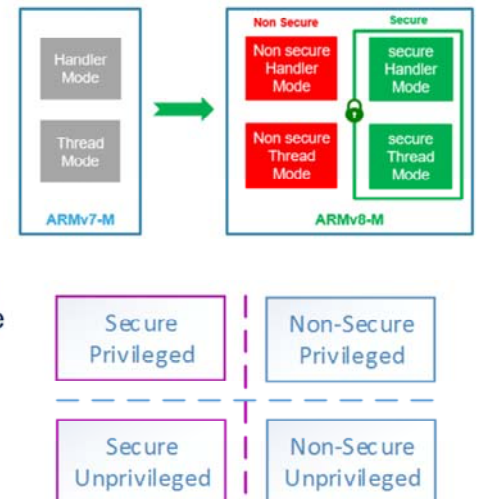 Handler
Mode
Thread
Mode
ARMv7-M
Non Secure
Secure
Non secure
Handler
Mode
secure
Handler
Mode
Non secure
Thread
Mode
secure
Thread
Mode
ARMv8-M
e
Secure
Privileged
Non-Secure
Privileged
Secure
Unprivileged
Non-Secure
Unprivileged